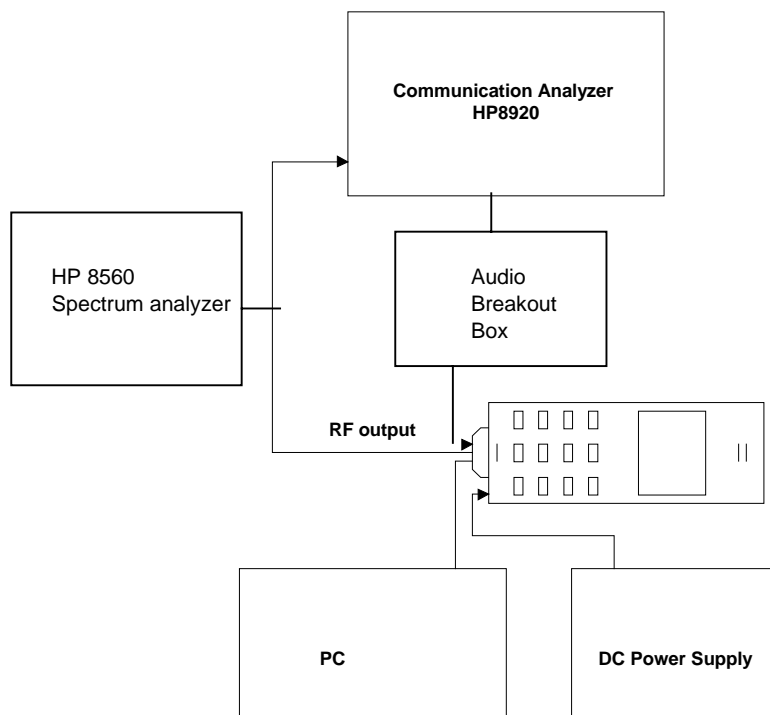 Communication Analyzer
HP8920
HP 8560
Spectrum analyzer
Audio
Breakout
Box
RF output
PC
DC Power Supply